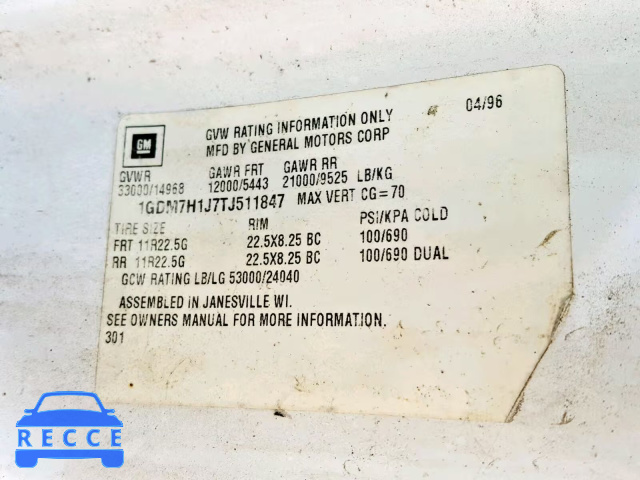 GVW RATING INFORMATION ONLY 04/96
GM MFD BY GENERAL MOTORS CORP
GVWR GAWR FRT GAWR RR
33000/14968 12000/5443 21000/9525 LB/KG
1GDM7H1J7TJ511847 MAX VERT CG=70
TIRE SIZE RIM PSI/KPA COLD
FRT 11R22.5G 22.5X8.25 BC 100/690
RR 11R22.5G 22.5X8.25 BC 100/690 DUAL
GCW RATING LB/LG 53000/24040
ASSEMBLED IN JANESVILLE WI.
SEE OWNERS MANUAL FOR MORE INFORMATION.
301
RECCE